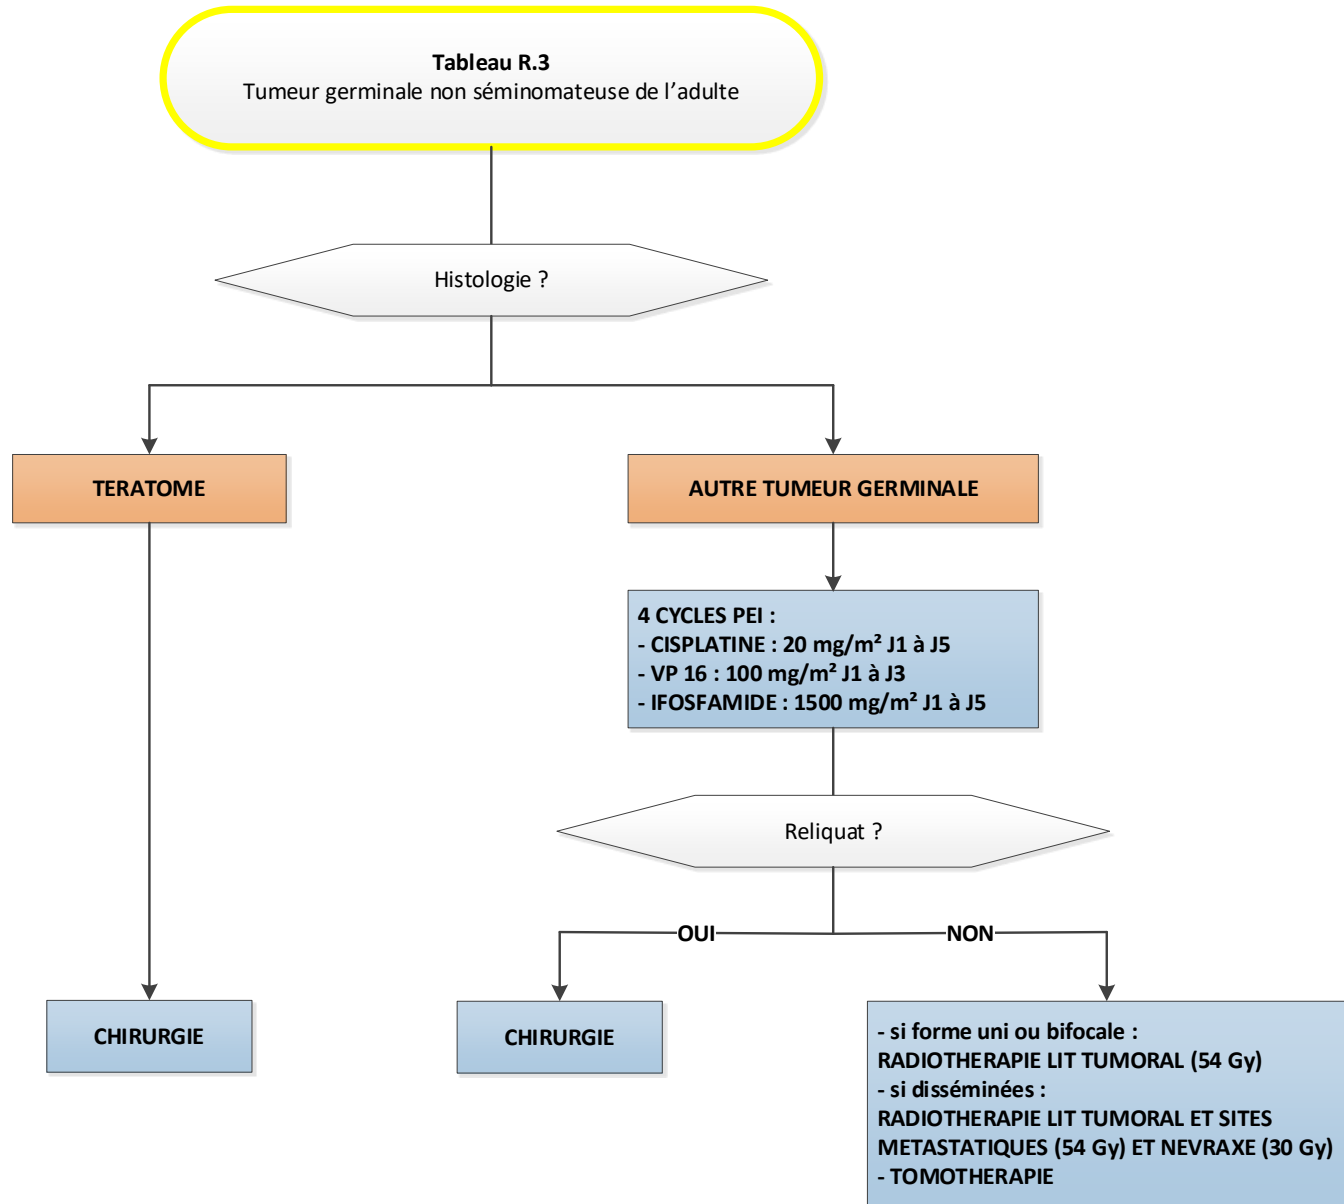 Tableau R.3
Tumeur germinale non séminomateuse de l’adulte
Histologie ?
TERATOME
AUTRE TUMEUR GERMINALE
4 CYCLES PEI :
- CISPLATINE : 20 mg/m² J1 à J5
- VP 16 : 100 mg/m² J1 à J3
- IFOSFAMIDE : 1500 mg/m² J1 à J5
Reliquat ?
OUI
NON
CHIRURGIE
CHIRURGIE
- si forme uni ou bifocale :
RADIOTHERAPIE LIT TUMORAL (54 Gy)
- si disséminées :
RADIOTHERAPIE LIT TUMORAL ET SITES
METASTATIQUES (54 Gy) ET NEVRAXE (30 Gy)
- TOMOTHERAPIE